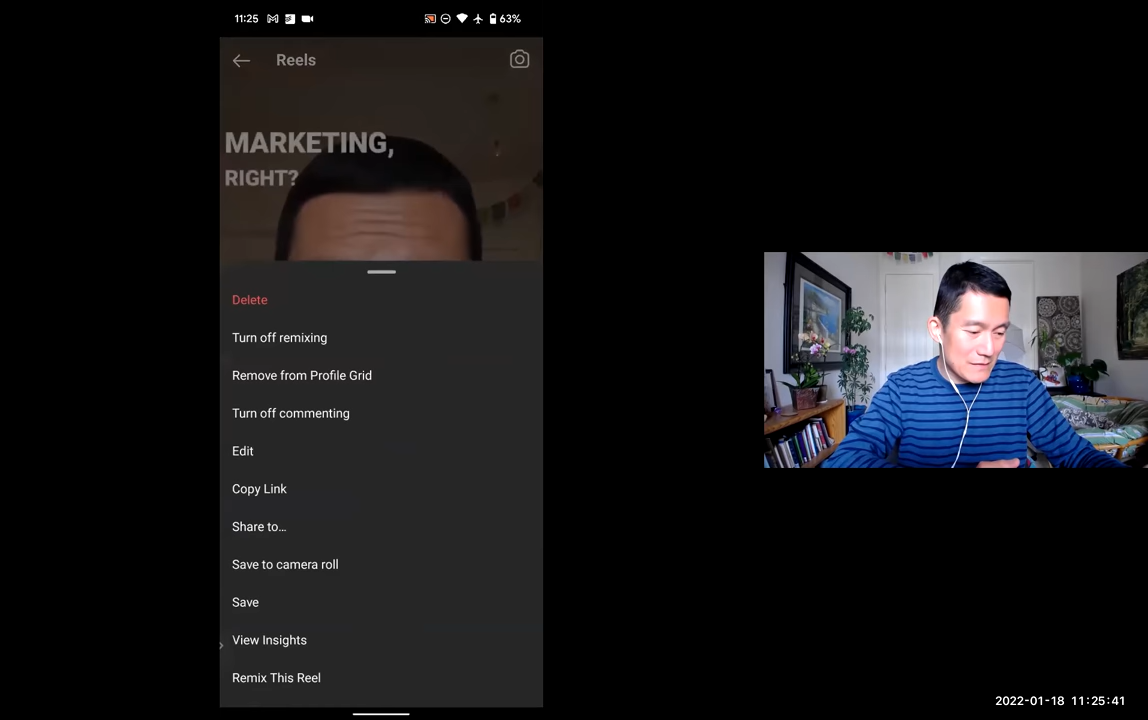 11:25
63%
Reels
MARKETING,
RIGHT?
Delete
Turn off remixing
Remove from Profile Grid
Turn off commenting
Edit
Copy Link
Share to...
Save to camera roll
Save
View Insights
Remix This Reel
2022-01-18 11:25:41